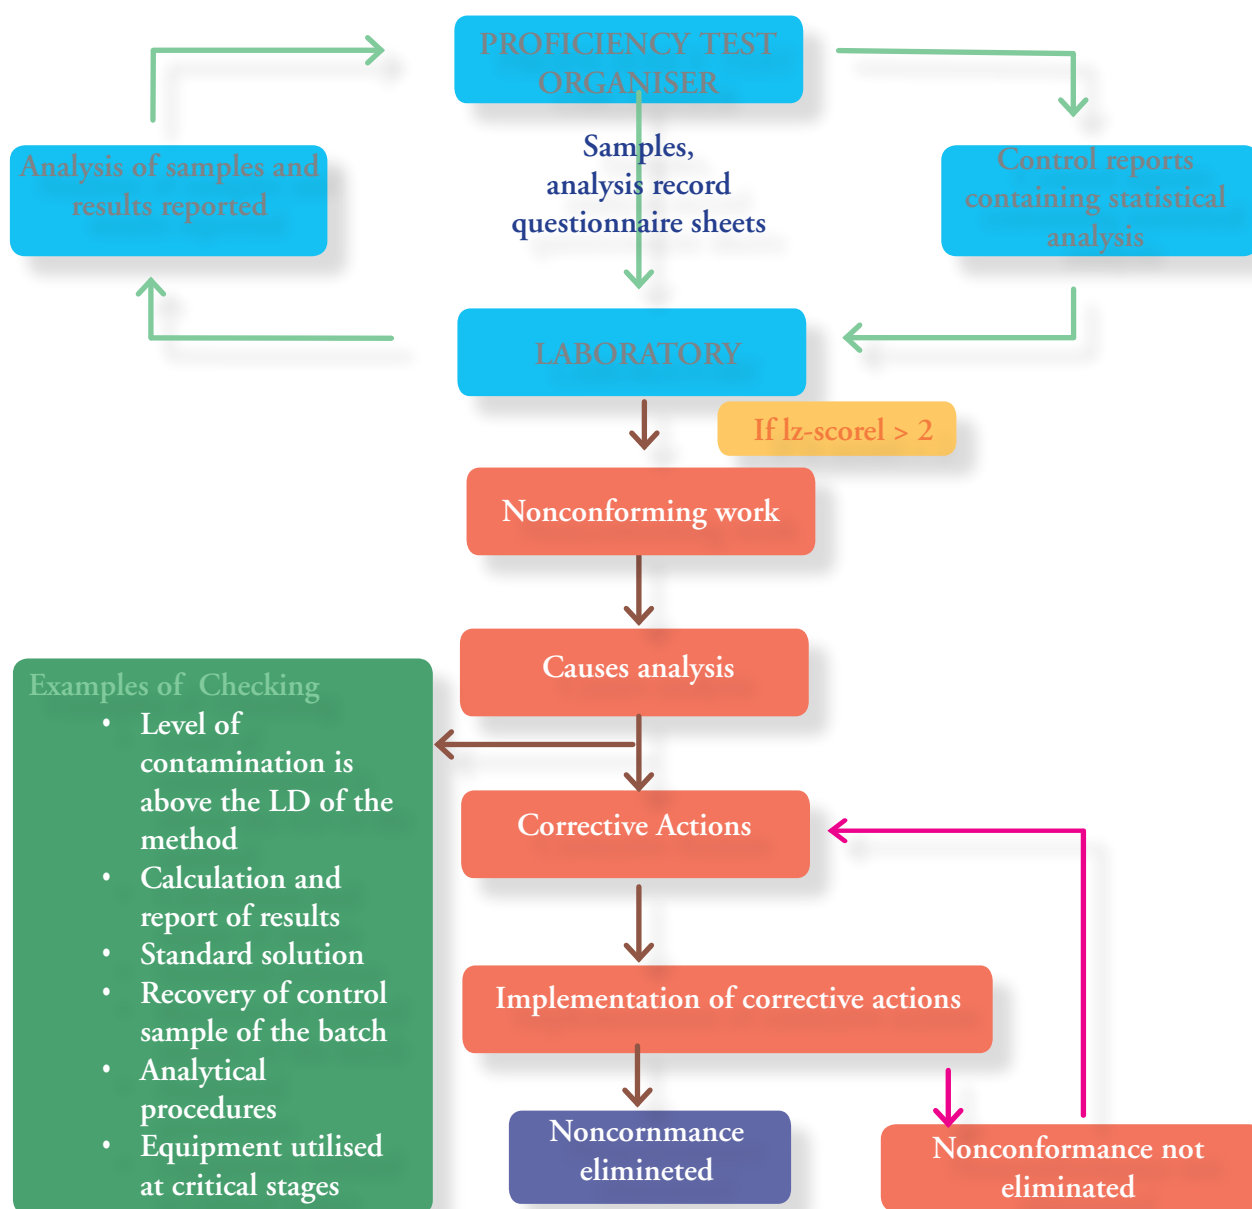 PROFICIENCY TEST
ORGANISER
Analysis of samples and
results reported
Samples,
analysis record
questionnaire sheets
Control reports
containing statistical
analysis
LABORATORY
If lz-scorel > 2
Nonconforming work
Causes analysis
Examples of Checking
• Level of
contamination is
above the LD of the
method
• Calculation and
report of results
• Standard solution
• Recovery of control
sample of the batch
• Analytical
procedures
• Equipment utilised
at critical stages
Corrective Actions
Implementation of corrective actions
Noncornmance
elimineted
Nonconformance not
eliminated